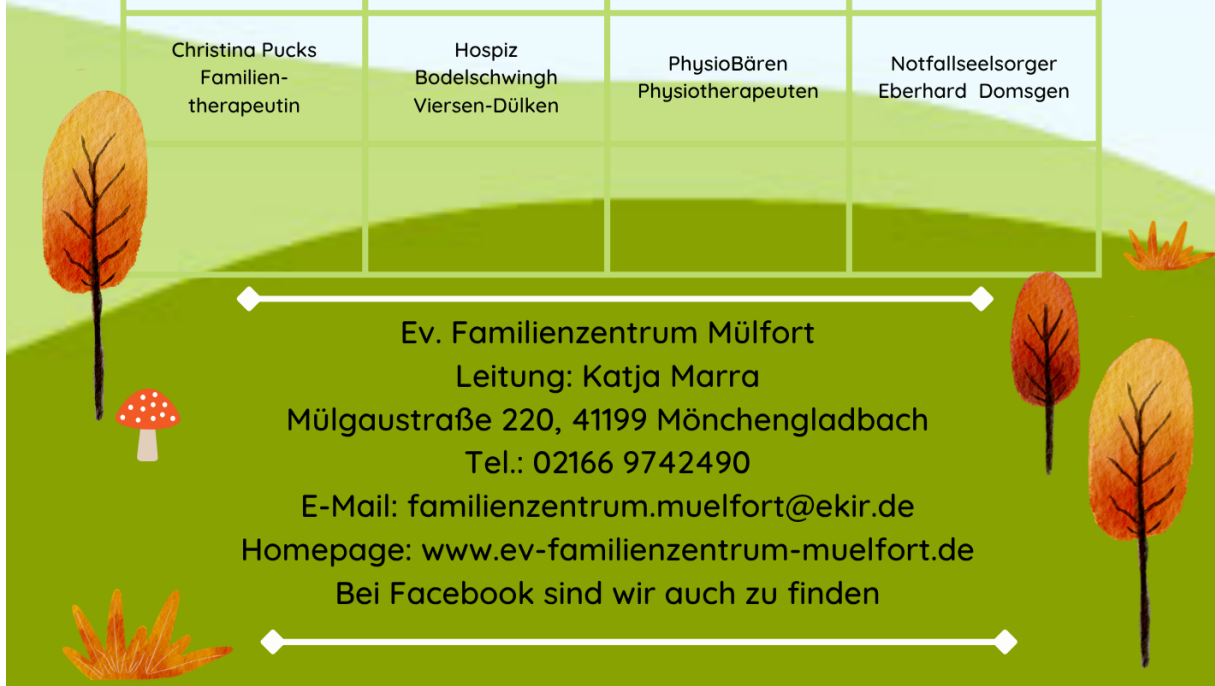 Christina Pucks
Familien-
therapeutin
Hospiz
Bodelschwingh
Viersen-Dülken
PhysioBären
Physiotherapeuten
Notfallseelsorger
Eberhard Domsgen
Ev. Familienzentrum Mülfort
Leitung: Katja Marra
Mülgaustraße 220, 41199 Mönchengladbach
Tel.: 02166 9742490
E-Mail: familienzentrum.muelfort@ekir.de
Homepage: www.ev-familienzentrum-muelfort.de
Bei Facebook sind wir auch zu finden